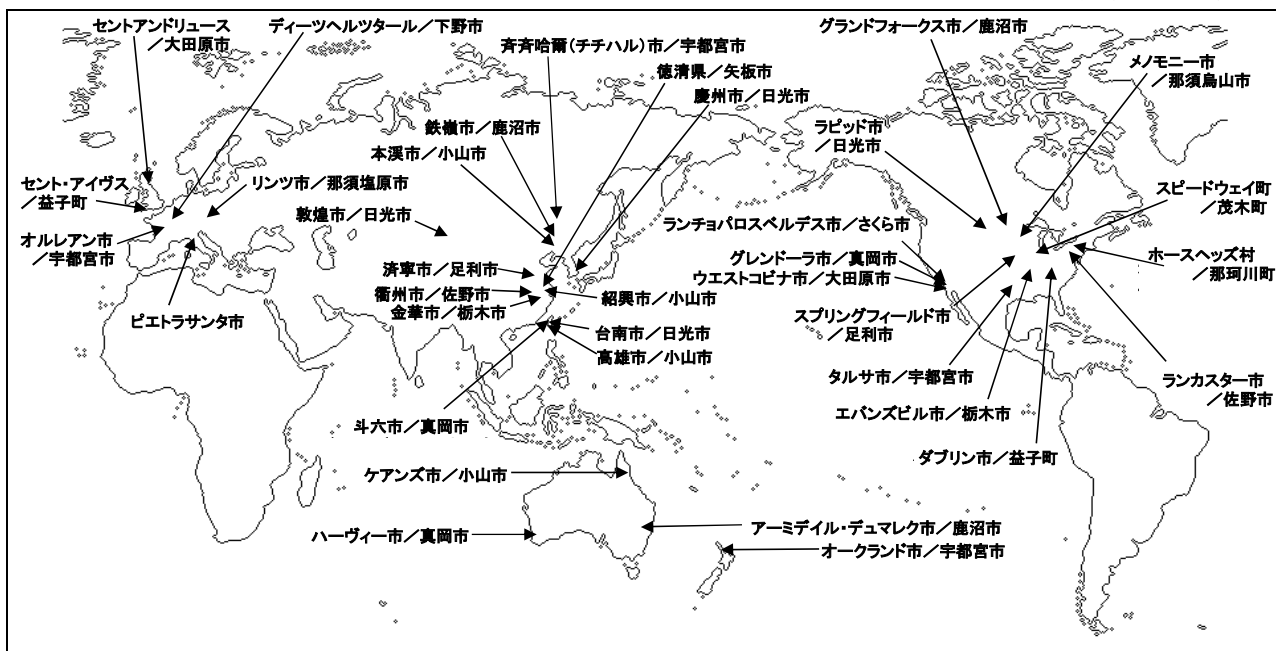 セントアンドリュース
／大田原市
ディーツヘルツタール／下野市
斉斉哈爾（チチハル）市／宇都宮市
徳清県／矢板市
慶州市／日光市
鉄嶺市／鹿沼市
本渓市／小山市
セント・アイヴス
／益子町
リンツ市／那須塩原市
敦煌市／日光市
オルレアン市
／宇都宮市
済寧市／足利市
衢州市／佐野市
金華市／栃木市
紹興市／小山市
ピエトラサンタ市
台南市／日光市
高雄市／小山市
斗六市／真岡市
ケアンズ市／小山市
ハーヴィー市／真岡市
アーミデイル・デュマレク市／鹿沼市
オークランド市／宇都宮市
グランドフォークス市／鹿沼市
メノモニー市
／那須烏山市
ラピッド市
／日光市
スピードウェイ町
／茂木町
ランチョパロスベルデス市／さくら市
グレンドーラ市／真岡市
ウエストコビナ市／大田原市
ホースヘッズ村
／那珂川町
スプリングフィールド市
／足利市
タルサ市／宇都宮市
エバンズビル市／栃木市
ランカスター市
／佐野市
ダブリン市／益子町